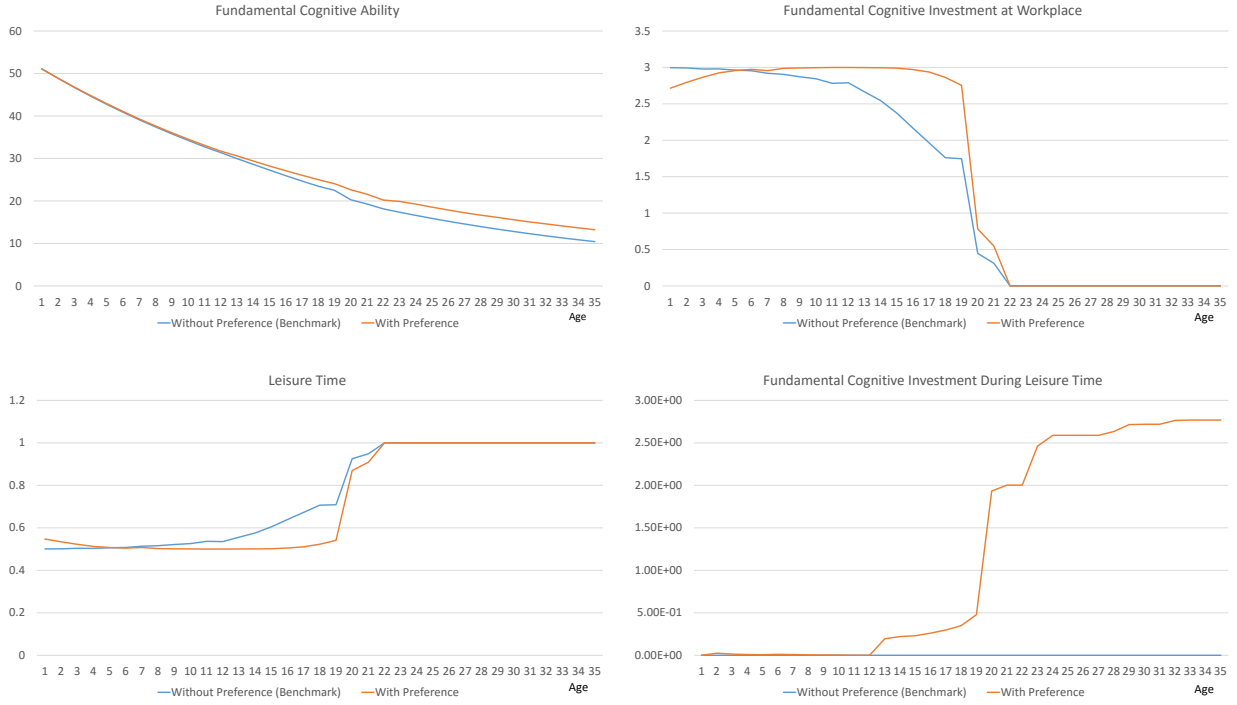 Fundamental Cognitive Ability
60
50
40
30
20
10
0
1 2 3 4 5 6 7 8 9 10 11 12 13 14 15 16 17 18 19 20 21 22 23 24 25 26 27 28 29 30 31 32 33 34 35
Age
Without Preference (Benchmark) With Preference
Fundamental Cognitive Investment at Workplace
3.5
3
2.5
2
1.5
1
0.5
0
1 2 3 4 5 6 7 8 9 10 11 12 13 14 15 16 17 18 19 20 21 22 23 24 25 26 27 28 29 30 31 32 33 34 35
Age
Without Preference (Benchmark) With Preference
Leisure Time
1.2
1
0.8
0.6
0.4
0.2
0
1 2 3 4 5 6 7 8 9 10 11 12 13 14 15 16 17 18 19 20 21 22 23 24 25 26 27 28 29 30 31 32 33 34 35
Without Preference (Benchmark) With Preference
Age
Fundamental Cognitive Investment During Leisure Time
3.00E+00
2.50E+00
2.00E+00
1.50E+00
1.00E+00
5.00E-01
0.00E+00
1 2 3 4 5 6 7 8 9 10 11 12 13 14 15 16 17 18 19 20 21 22 23 24 25 26 27 28 29 30 31 32 33 34 35
Without Preference (Benchmark) With Preference
Age